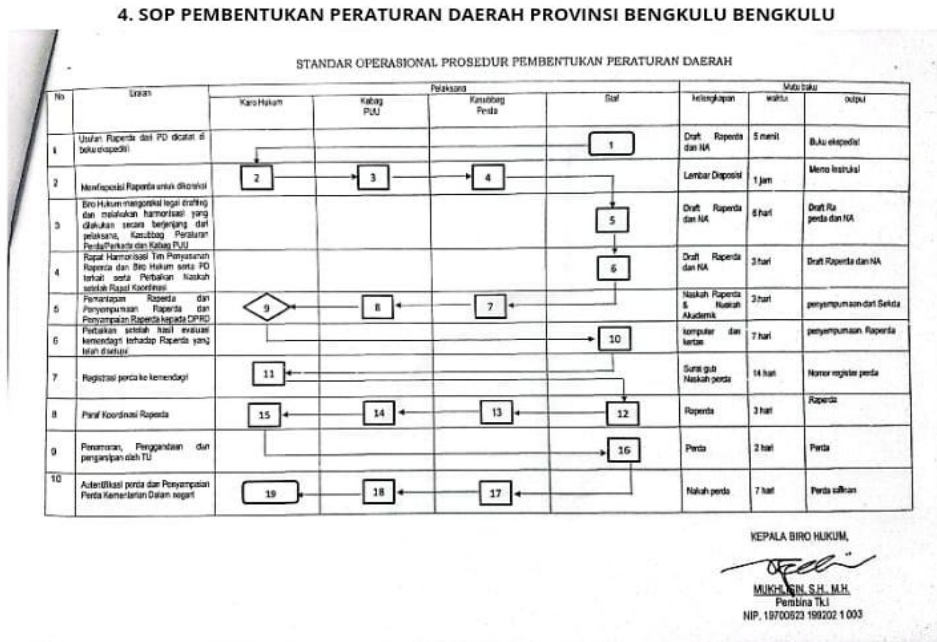 4. SOP PEMBENTUKAN PERATURAN DAERAH PROVINSI BENGKULU BENGKULU
STANDAR OPERASIONAL PROSEDUR PEMBENTUKAN PERATURAN DAERAH
No
Uraian
Pelaksana
Mutu baku
Karo Hukum
Kabag
PUU
Kasubbag
Perda
Staf
kelengkapan
waktu
output
1
Usulan Raperda dari PD dicatat di
buku ekspedisi
1
Draft Raperda
dan NA
5 menit
Buku ekspedisi
2
Mendisposisi Raperda untuk dikoreksi
2
3
4
Lembar Disposisi
1 jam
Memo Instruksi
3
Biro Hukum mengoreksi legal drafting
dan melakukan harmonisasi yang
dilakukan secara berjenjang dari
pelaksana, Kasubbag Peraturan
Perda/Perkada dan Kabag PUU
5
Draft Raperda
dan NA
6 hari
Draft Ra
perda dan NA
4
Rapat Harmonisasi Tim Penyusunan
Raperda dan Biro Hukum serta PD
terkait serta Perbaikan Naskah
setelah Rapat Koordinasi
6
Draft Raperda
dan NA
3 hari
Draft Raperda dan NA
5
Pemantapan Raperda dan
Penyempurnaan Raperda dan
Penyampaian Raperda kepada DPRD
9
8
7
Naskah Raperda
& Naskah
Akademik
3 hari
penyempurnaan dari Sekda
6
Perbaikan setelah hasil evaluasi
kemendagri terhadap Raperda yang
telah disetujui
10
komputer dan
kertas
7 hari
penyempurnaan Raperda
7
Registrasi perda ke kemendagri
11
Surat gub
Naskah perda
14 hari
Nomor register perda
8
Paraf Koordinasi Raperda
15
14
13
12
Raperda
3 hari
Raperda
9
Penomoran, Penggandaan dan
pengarsipan oleh TU
16
Perda
2 hari
Perda
10
Autentifikasi perda dan Penyampaian
Perda Kementerian Dalam negeri
19
18
17
Nakah perda
7 hari
Perda salinan
KEPALA BIRO HUKUM,
MUKHLISIN, S.H., M.H.
Pembina Tk.I
NIP. 19700623 199202 1 003